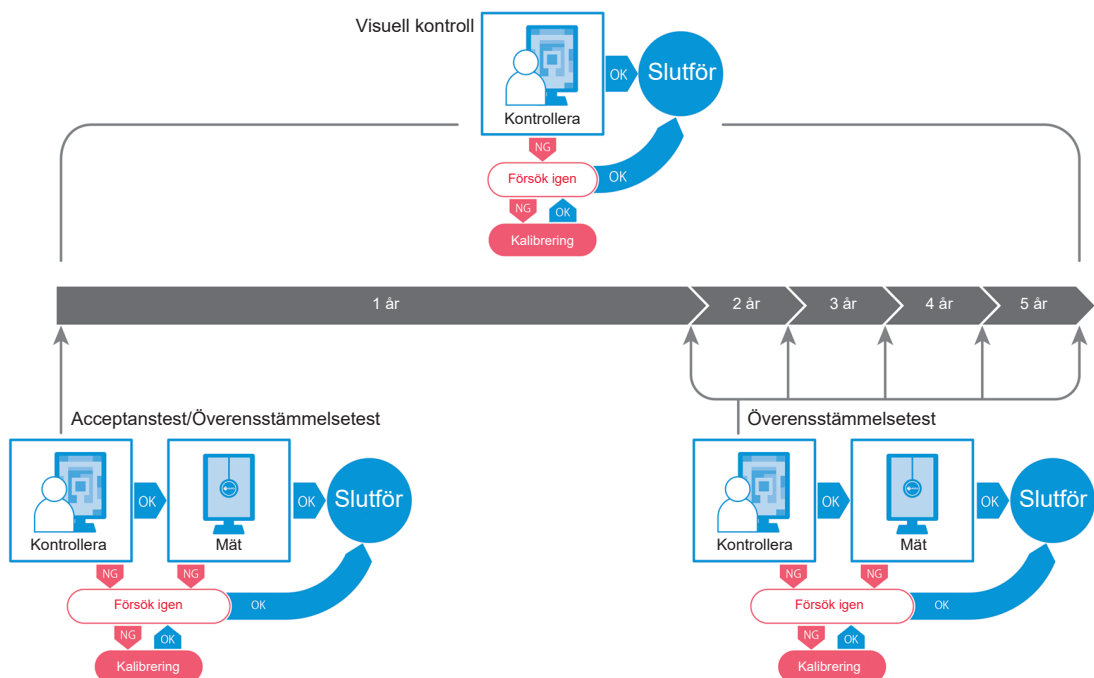 Visuell kontroll
Kontrollera
OK
Slutför
NG
Försök igen
OK
NG
OK
Kalibrering
1 år
2 år
3 år
4 år
5 år
Acceptanstest/Överensstämmelsetest
Kontrollera
OK
Mät
OK
Slutför
NG
NG
Försök igen
OK
NG
OK
Kalibrering
Överensstämmelsetest
Kontrollera
OK
Mät
OK
Slutför
NG
NG
Försök igen
OK
NG
OK
Kalibrering